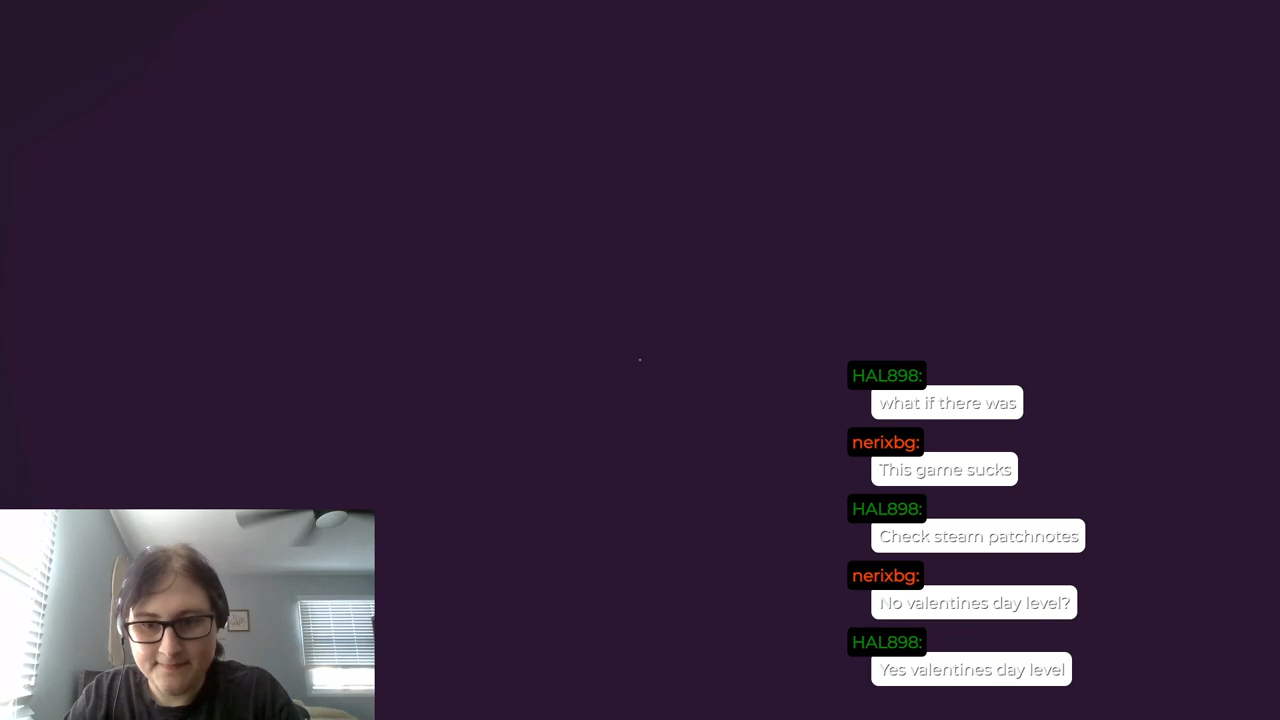 HAL898:
what if there was
nerixbg:
This game sucks
HAL898:
Check steam patchnotes
nerixbg:
No valentines day level?
HAL898:
Yes valentines day level